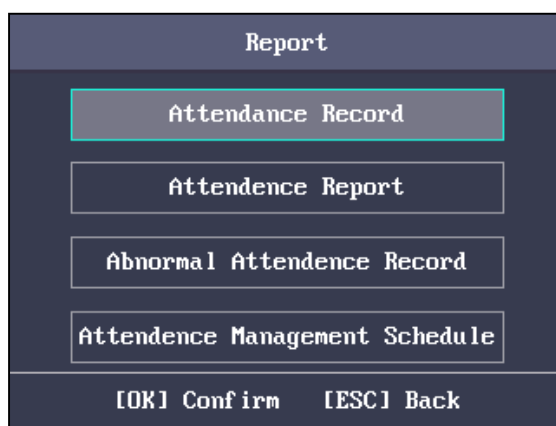 Report
Attendance Record
Attendence Report
Abnormal Attendence Record
Attendence Management Schedule
[OK] Confirm [ESC] Back